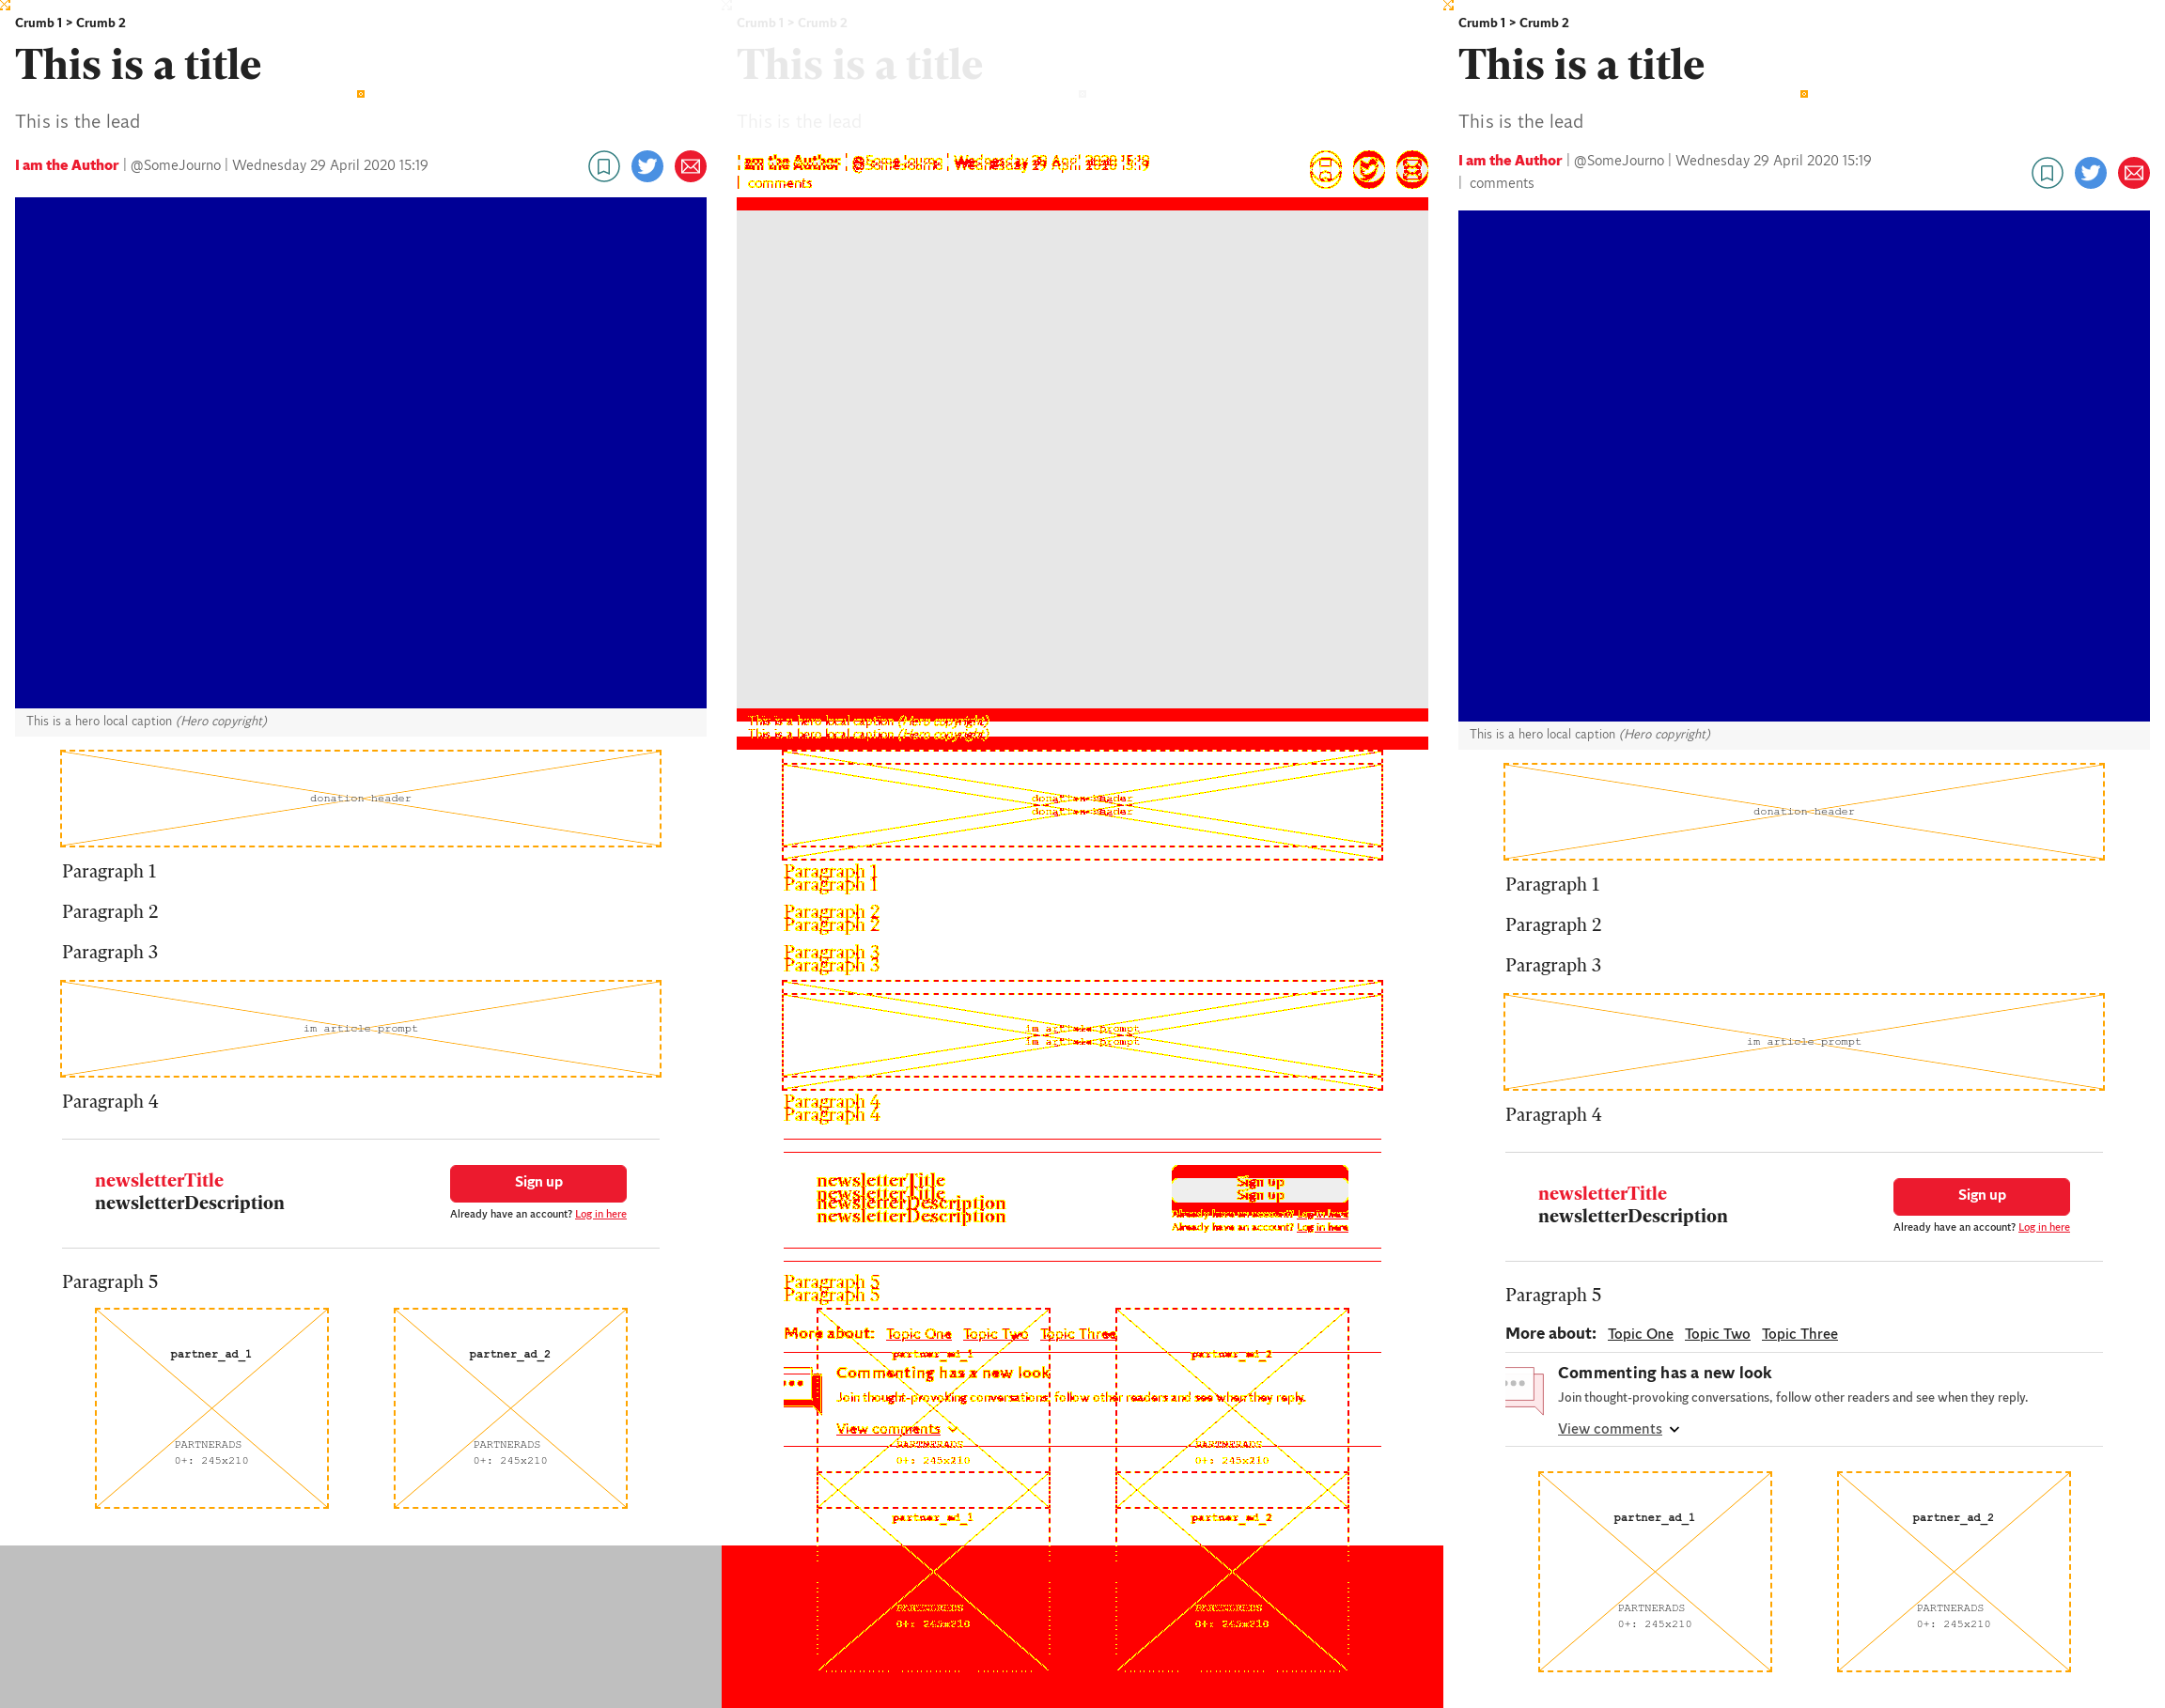 Crumb 1 > Crumb 2
This is a title
This is the lead
I am the Author | @SomeJourno | Wednesday 29 April 2020 15:19
This is a hero local caption (Hero copyright)
donation header
Paragraph 1
Paragraph 2
Paragraph 3
im article prompt
Paragraph 4
newsletterTitle
newsletterDescription
Sign up
Already have an account? Log in here
Paragraph 5
partner_ad_1
PARTNERADS
0+: 245x210
partner_ad_2
PARTNERADS
0+: 245x210
Crumb 1 > Crumb 2
This is a title
This is the lead
I am the Author | @SomeJourno | Wednesday 29 April 2020 15:19
| comments
This is a hero local caption (Hero copyright)
This is a hero local caption (Hero copyright)
donation header
donation header
Paragraph 1
Paragraph 1
Paragraph 2
Paragraph 2
Paragraph 3
Paragraph 3
im article prompt
im article prompt
Paragraph 4
Paragraph 4
newsletterTitle
newsletterTitle
newsletterDescription
newsletterDescription
Sign up
Sign up
Already have an account? Log in here
Already have an account? Log in here
Paragraph 5
Paragraph 5
More about: Topic One Topic Two Topic Three
partner_ad_1
partner_ad_2
Commenting has a new look
Join thought-provoking conversations, follow other readers and see when they reply.
View comments
PARTNERADS
0+: 245x210
PARTNERADS
0+: 245x210
partner_ad_1
partner_ad_2
PARTNERADS
0+: 245x210
PARTNERADS
0+: 245x210
Crumb 1 > Crumb 2
This is a title
This is the lead
I am the Author | @SomeJourno | Wednesday 29 April 2020 15:19
| comments
This is a hero local caption (Hero copyright)
donation header
Paragraph 1
Paragraph 2
Paragraph 3
im article prompt
Paragraph 4
newsletterTitle
newsletterDescription
Sign up
Already have an account? Log in here
Paragraph 5
More about: Topic One Topic Two Topic Three
Commenting has a new look
Join thought-provoking conversations, follow other readers and see when they reply.
View comments
partner_ad_1
PARTNERADS
0+: 245x210
partner_ad_2
PARTNERADS
0+: 245x210